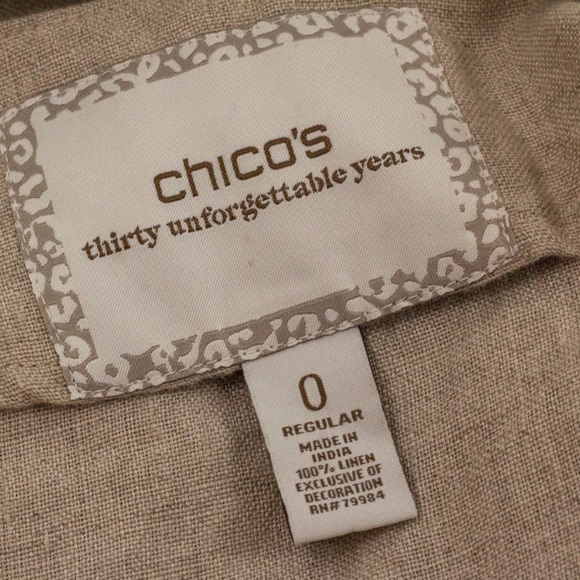 chico's
thirty unforgettable years
0
REGULAR
MADE IN
INDIA
100% LINEN
EXCLUSIVE OF
DECORATION
RN#79984